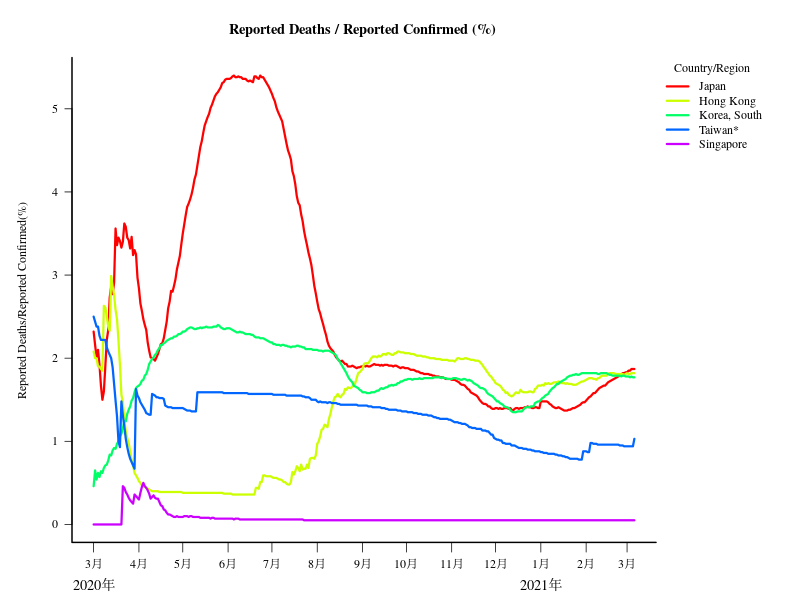 Reported Deaths / Reported Confirmed (%)
Country/Region
Japan
Hong Kong
Korea, South
Taiwan*
Singapore
Reported Deaths/Reported Confirmed(%)
5
4
3
2
1
0
3月 4月 5月 6月 7月 8月 9月 10月 11月 12月 1月 2月 3月
2020年 2021年